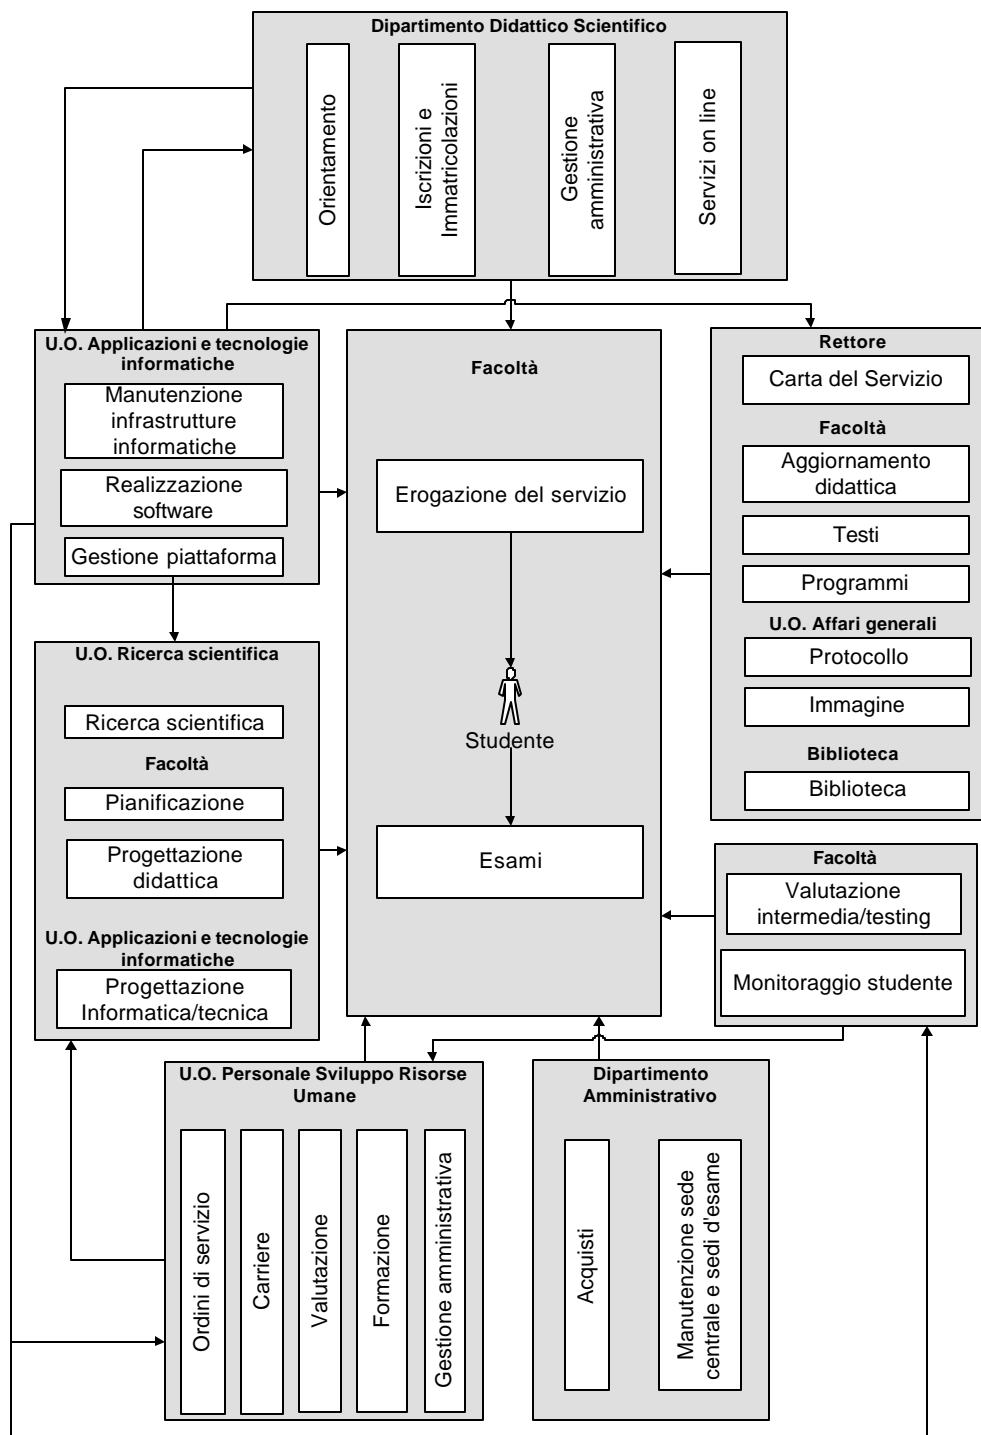 Dipartimento Didattico Scientifico
Orientamento
Iscrizioni e
Immatricolazioni
Gestione
amministrativa
Servizi on line
U.O. Applicazioni e tecnologie
informatiche
Manutenzione
infrastrutture
informatiche
Realizzazione
software
Gestione piattaforma
Facoltà
Erogazione del servizio
Studente
Esami
Rettore
Carta del Servizio
Facoltà
Aggiornamento
didattica
Testi
Programmi
U.O. Affari generali
Protocollo
Immagine
Biblioteca
Biblioteca
U.O. Ricerca scientifica
Ricerca scientifica
Facoltà
Pianificazione
Progettazione
didattica
U.O. Applicazioni e tecnologie
informatiche
Progettazione
Informatica/tecnica
Facoltà
Valutazione
intermedia/testing
Monitoraggio studente
U.O. Personale Sviluppo Risorse
Umane
Ordini di servizio
Carriere
Valutazione
Formazione
Gestione amministrativa
Dipartimento
Amministrativo
Acquisti
Manutenzione sede
centrale e sedi d'esame